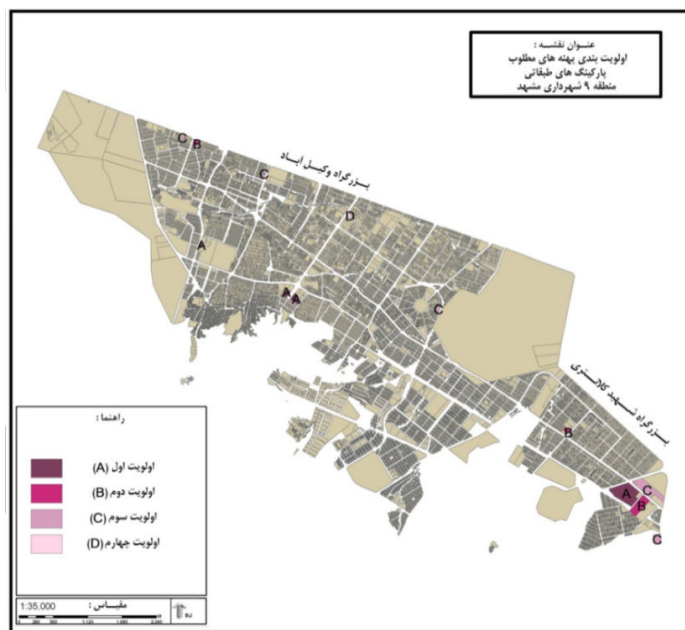 عنوان نقشه :
اولویت بندی پهنه های مطلوب
پارکینگ های طبقاتی
منطقه ۹ شهرداری مشهد
بزرگراه وکیل آباد
C B
C
D
A
A A
C
بزرگراه شهید کلانتری
B
A C
B
C
راهنما :
اولویت اول (A)
اولویت دوم (B)
اولویت سوم (C)
اولویت چهارم (D)
1:35,000 مقیاس :